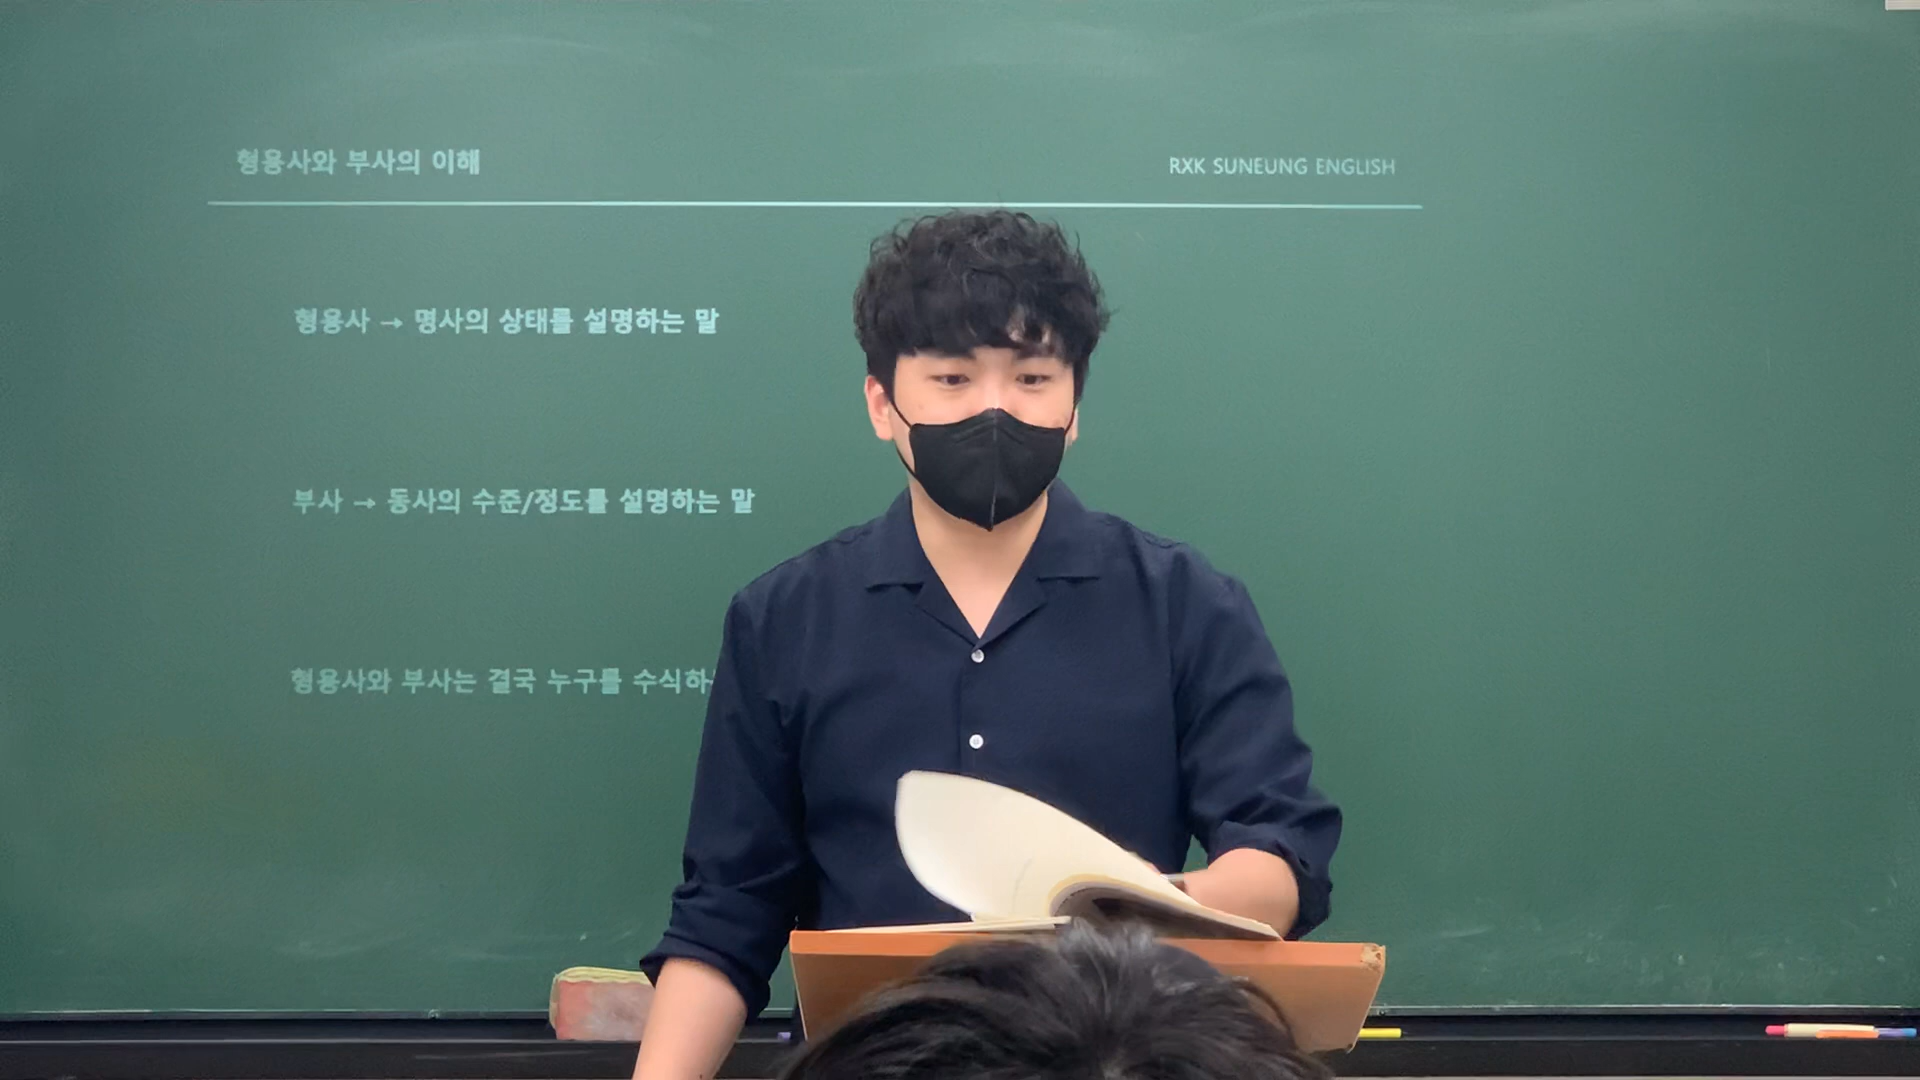 형용사와 부사의 이해
RXK SUNEUNG ENGLISH
형용사 → 명사의 상태를 설명하는 말
부사 → 동사의 수준/정도를 설명하는 말
형용사와 부사는 결국 누구를 수식하